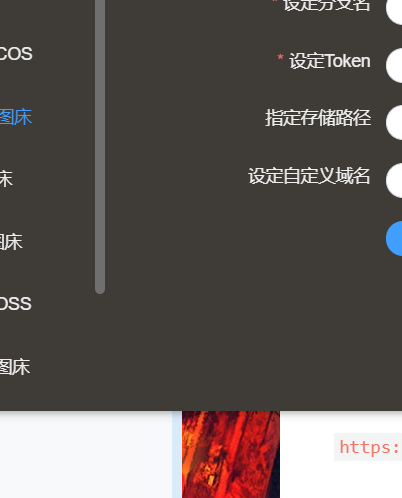 * 设定分支名
COS
* 设定Token
图床
指定存储路径
床
设定自定义域名
图床
OSS
图床
https: